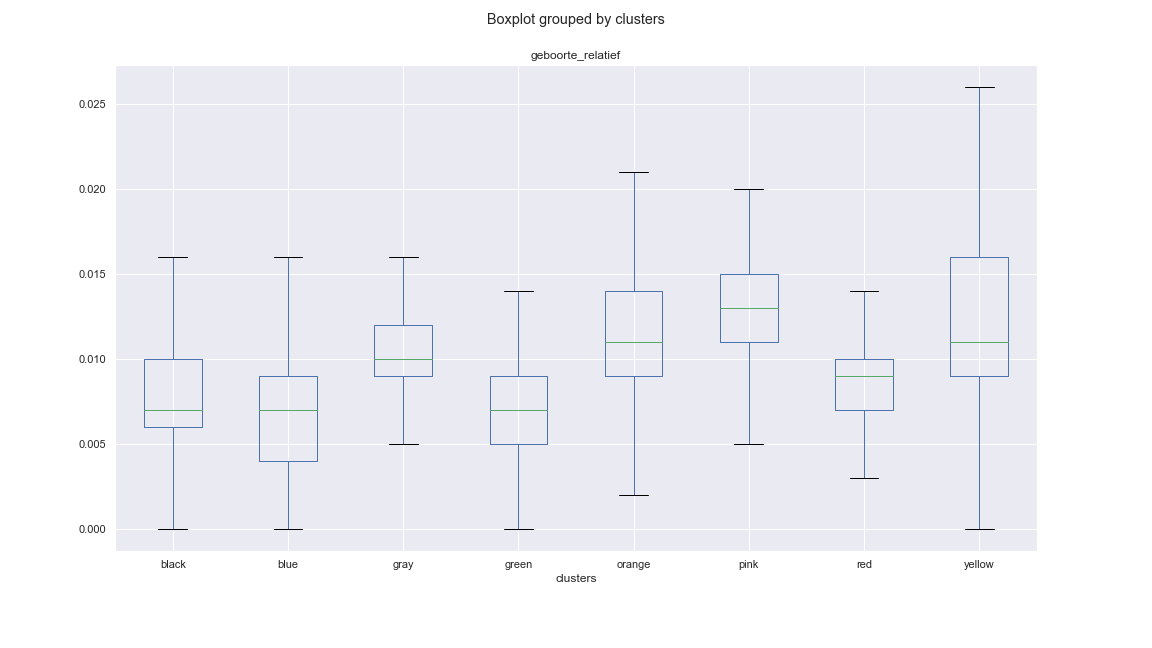 Boxplot grouped by clusters
geboorte_relatief
0.025
0.020
0.015
0.010
0.005
0.000
black blue gray green orange pink red yellow
clusters